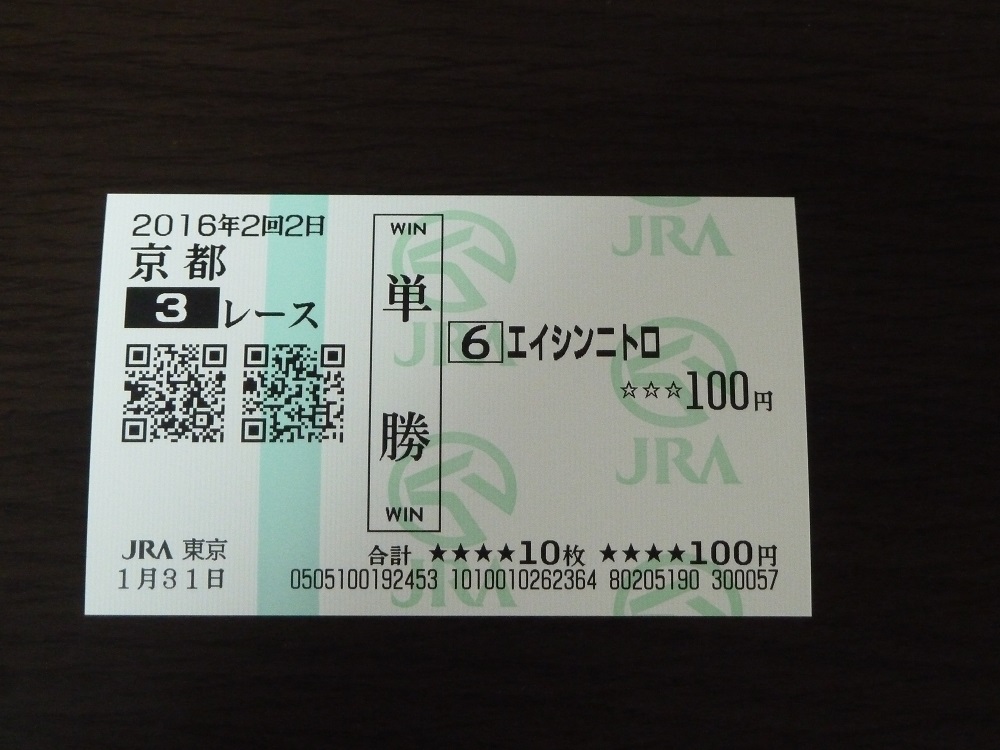 2016年2回2日
京都
3レース
WIN
単勝
WIN
6 エイシンニトロ
☆☆☆100円
JRA 東京
1月31日
合計 ★★★★10枚 ★★★★100円
0505100192453 1010010262364 80205190 300057
JRA
JRA
JRA
JRA